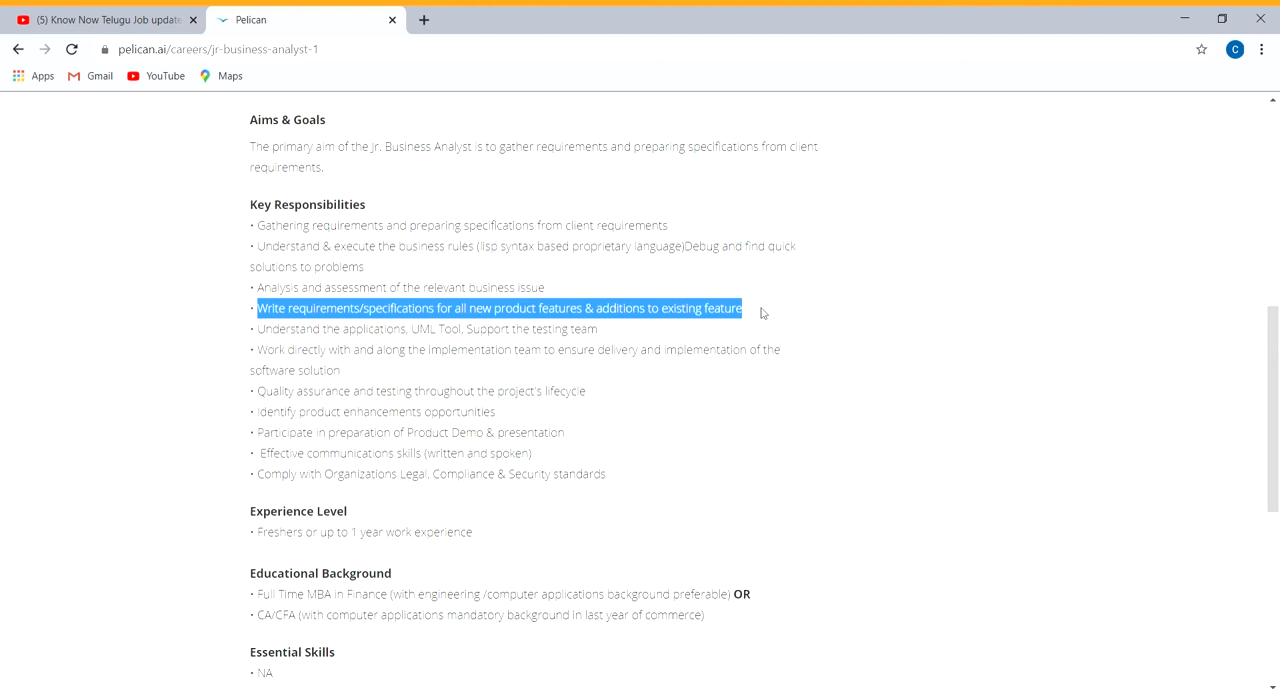 (5) Know Now Telugu Job update
Pelican
pelican.ai/careers/jr-business-analyst-1
C
Apps Gmail YouTube Maps
Aims & Goals
The primary aim of the Jr. Business Analyst is to gather requirements and preparing specifications from client
requirements.
Key Responsibilities
• Gathering requirements and preparing specifications from client requirements
• Understand & execute the business rules (lisp syntax based proprietary language)Debug and find quick
solutions to problems
• Analysis and assessment of the relevant business issue
• Write requirements/specifications for all new product features & additions to existing feature
• Understand the applications, UML Tool, Support the testing team
• Work directly with and along the implementation team to ensure delivery and implementation of the
software solution
• Quality assurance and testing throughout the project's lifecycle
• Identify product enhancements opportunities
• Participate in preparation of Product Demo & presentation
• Effective communications skills (written and spoken)
• Comply with Organizations Legal, Compliance & Security standards
Experience Level
• Freshers or up to 1 year work experience
Educational Background
• Full Time MBA in Finance (with engineering /computer applications background preferable) OR
• CA/CFA (with computer applications mandatory background in last year of commerce)
Essential Skills
• NA